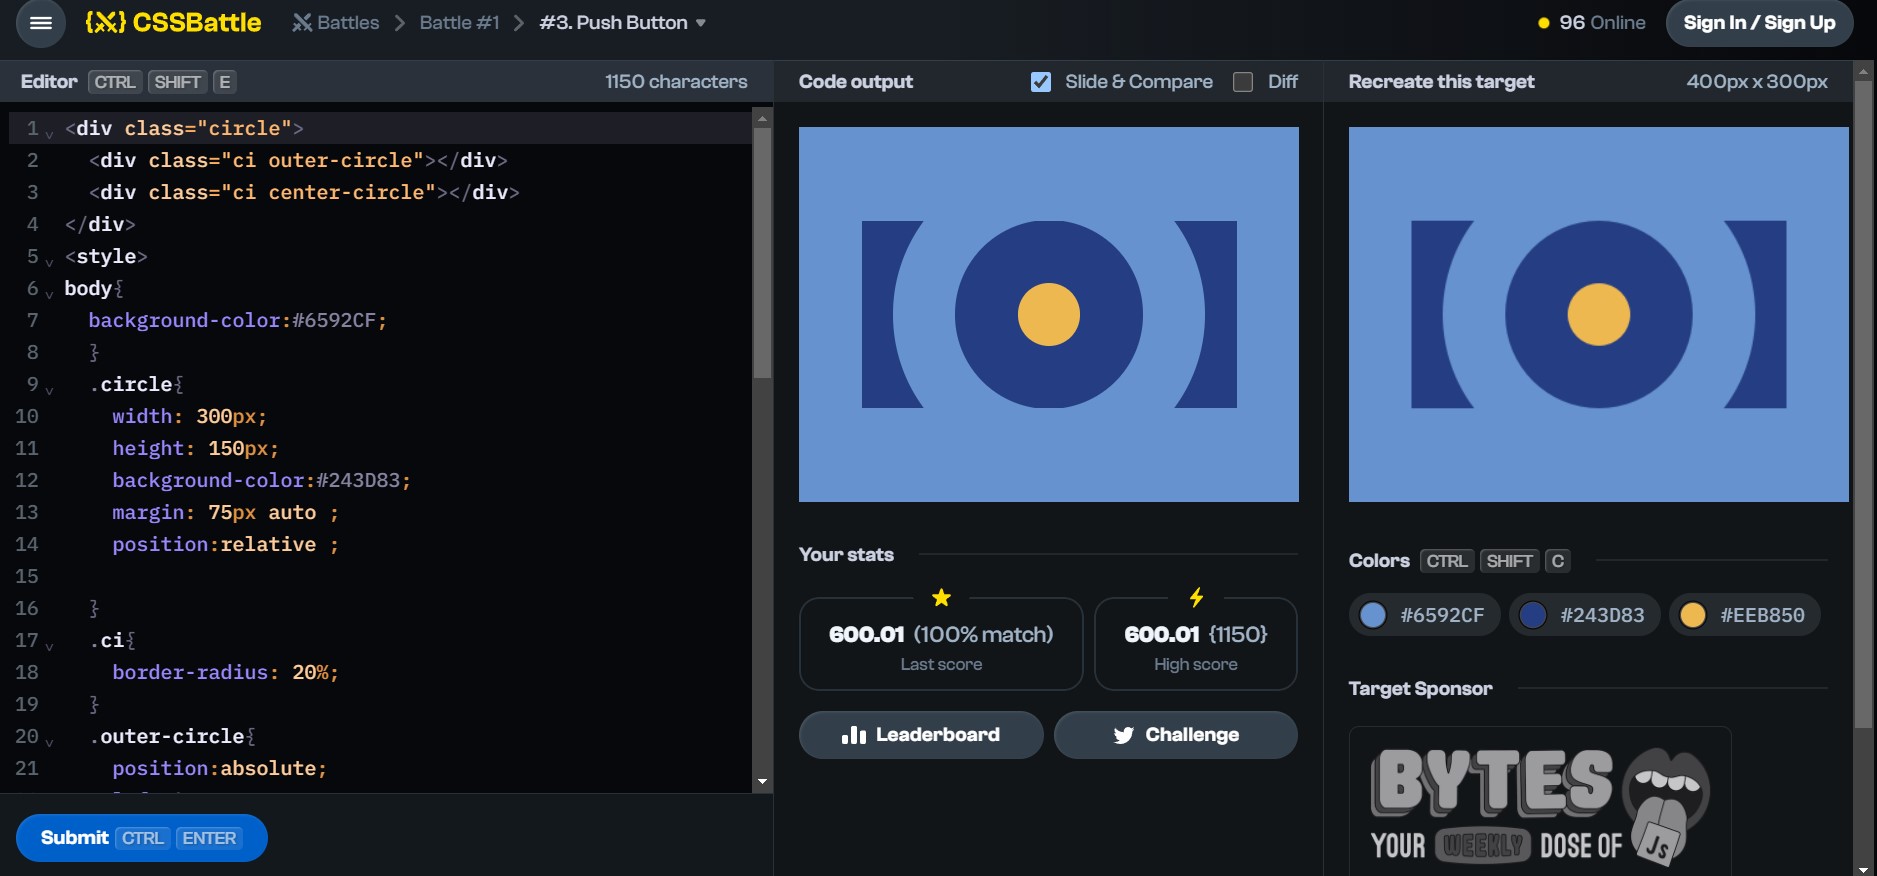 {X} CSSBattle
Battles
Battle #1
#3. Push Button
96 Online
Sign In / Sign Up
Editor CTRL SHIFT E
1150 characters
1 <div class="circle">
2 <div class="ci outer-circle"></div>
3 <div class="ci center-circle"></div>
4 </div>
5 <style>
6 body{
7 background-color:#6592CF;
8 }
9 .circle{
10 width: 300px;
11 height: 150px;
12 background-color:#243D83;
13 margin: 75px auto ;
14 position:relative ;
15
16 }
17 .ci{
18 border-radius: 20%;
19 }
20 .outer-circle{
21 position:absolute;
Submit CTRL ENTER
Code output
Slide & Compare
Diff
Your stats
600.01 (100% match)
Last score
600.01 {1150}
High score
Leaderboard
Challenge
Recreate this target
400px x 300px
Colors CTRL SHIFT C
#6592CF
#243D83
#EEB850
Target Sponsor
BYTES
YOUR WEEKLY DOSE OF JS